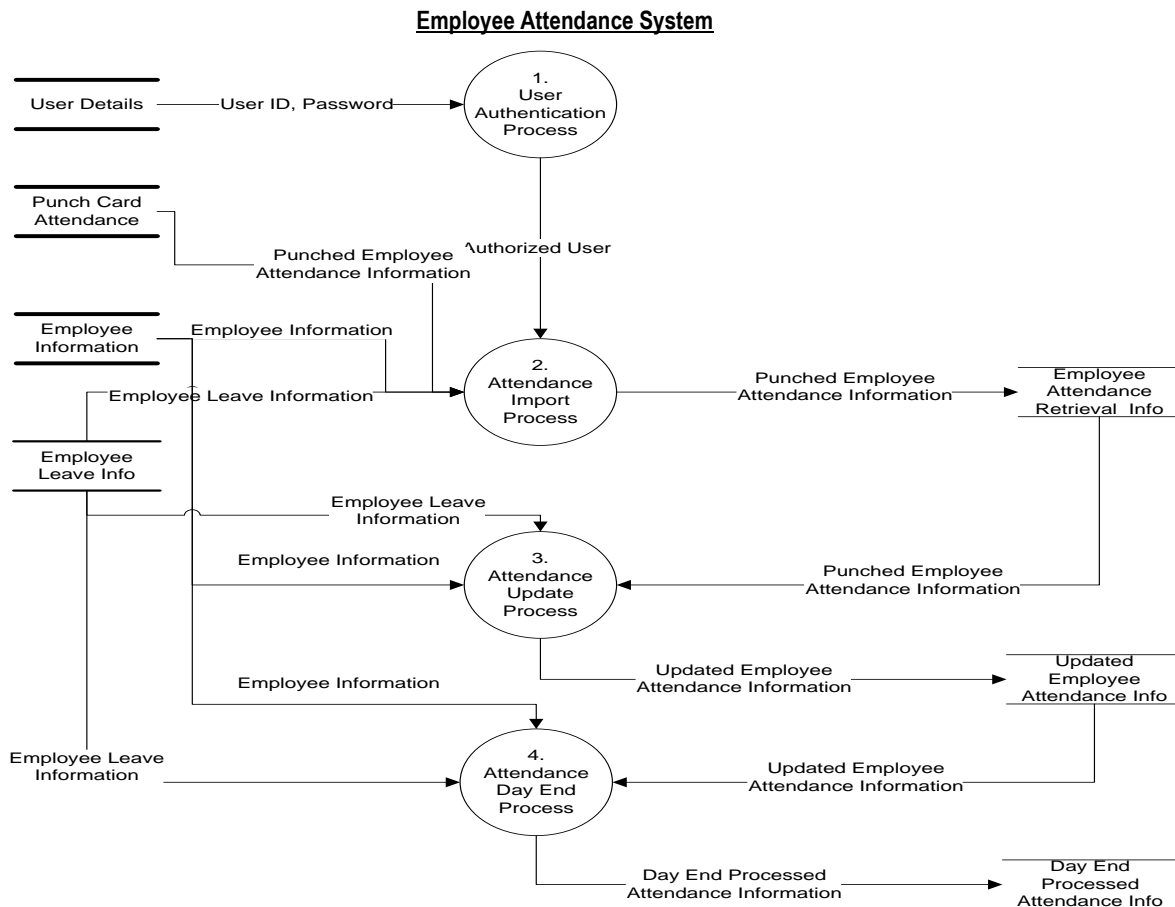 Employee Attendance System
1.
User
Authentication
Process
User Details
User ID, Password
Punch Card
Attendance
Punched Employee
Attendance Information
Authorized User
Employee
Information
Employee Information
2.
Attendance
Import
Process
Punched Employee
Attendance Information
Employee
Attendance
Retrieval Info
Employee Leave Information
Employee
Leave Info
Employee Leave
Information
Employee Information
3.
Attendance
Update
Process
Punched Employee
Attendance Information
Employee Information
Updated Employee
Attendance Information
Updated
Employee
Attendance Info
Employee Leave
Information
4.
Attendance
Day End
Process
Updated Employee
Attendance Information
Day End Processed
Attendance Information
Day End
Processed
Attendance Info